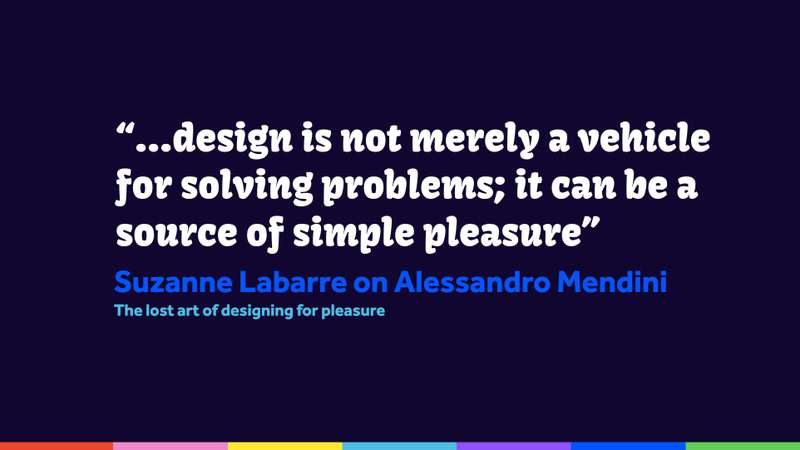 “...design is not merely a vehicle
for solving problems; it can be a
source of simple pleasure”
Suzanne Labarre on Alessandro Mendini
The lost art of designing for pleasure